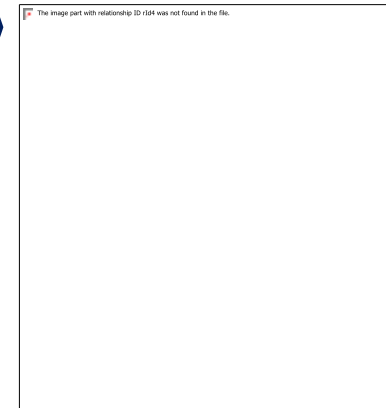 The image part with relationship ID rId4 was not found in the file.